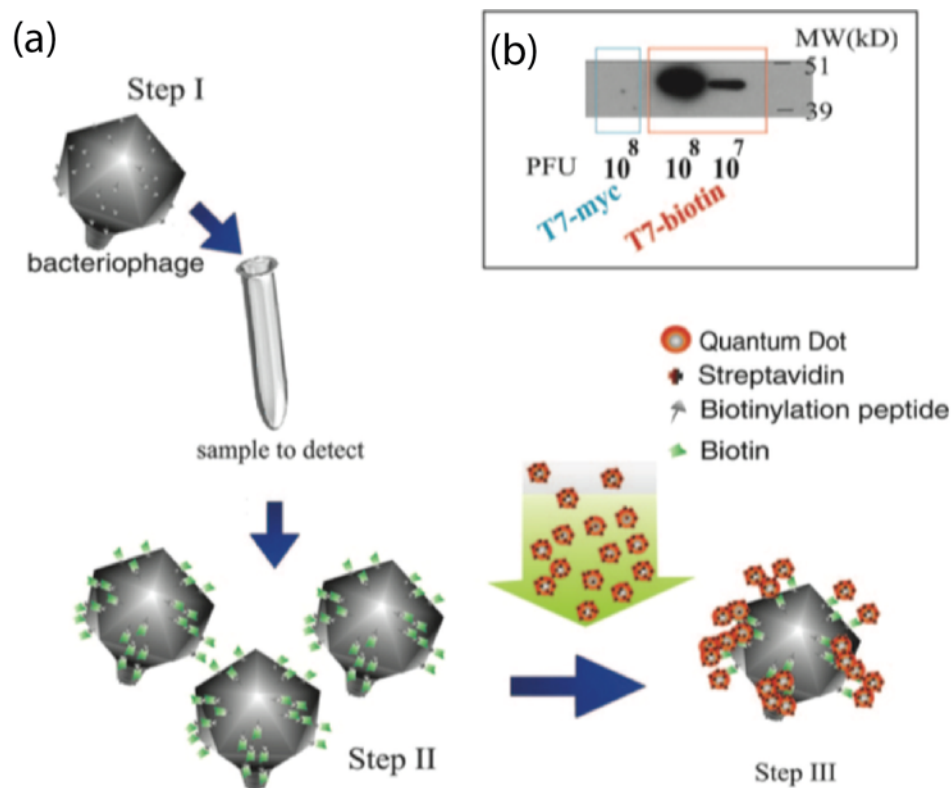 (a)
Step I
bacteriophage
sample to detect
Step II
(b)
MW(kD)
51
39
PFU 10^8 10^8 10^7
T7-myc
T7-biotin
Quantum Dot
Streptavidin
Biotinylation peptide
Biotin
Step III